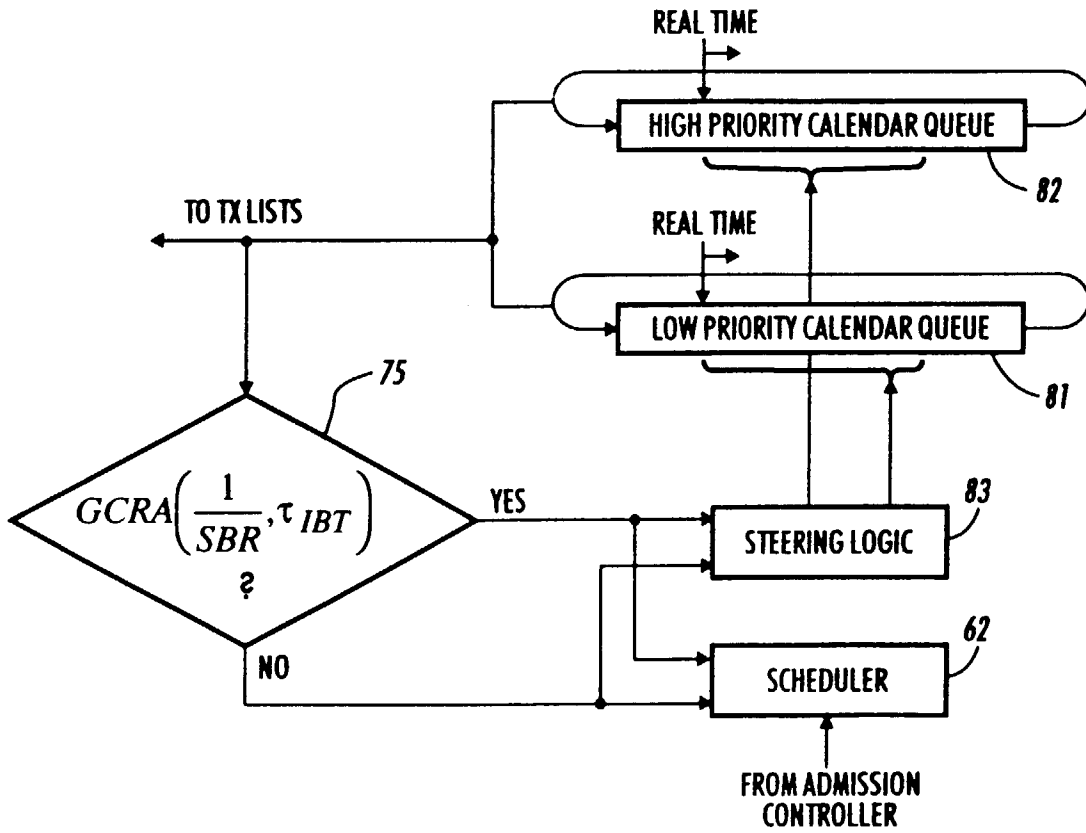 REAL TIME
HIGH PRIORITY CALENDAR QUEUE
82
TO TX LISTS
REAL TIME
LOW PRIORITY CALENDAR QUEUE
81
75
GCRA(1/SBR, τ IBT)
?
YES
83
STEERING LOGIC
NO
62
SCHEDULER
FROM ADMISSION
CONTROLLER